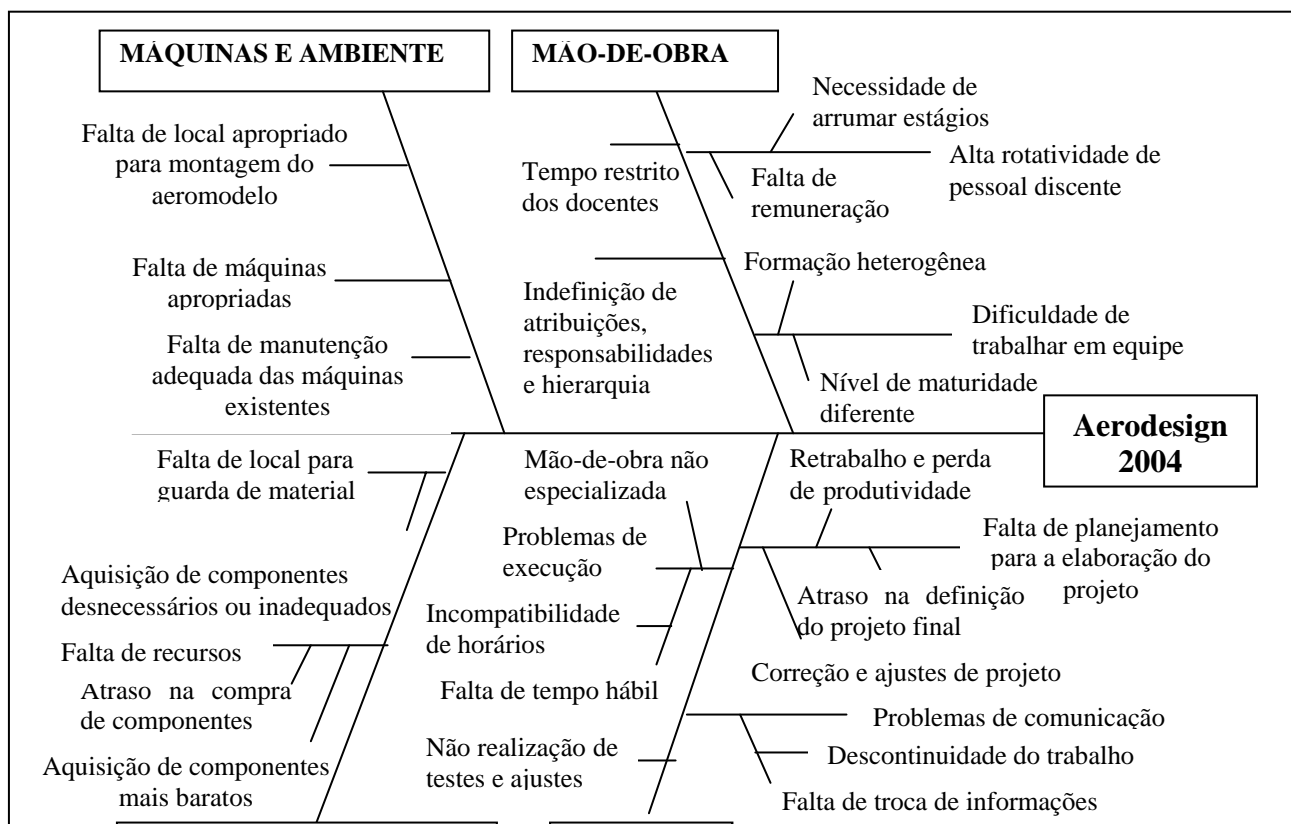 MÁQUINAS E AMBIENTE
MÃO-DE-OBRA
Falta de local apropriado
para montagem do
aeromodelo
Falta de máquinas
apropriadas
Falta de manutenção
adequada das máquinas
existentes
Tempo restrito
dos docentes
Necessidade de
arrumar estágios
Falta de
remuneração
Alta rotatividade de
pessoal discente
Indefinição de
atribuições,
responsabilidades
e hierarquia
Formação heterogênea
Dificuldade de
trabalhar em equipe
Nível de maturidade
diferente
Aerodesign
2004
Falta de local para
guarda de material
Aquisição de componentes
desnecessários ou inadequados
Falta de recursos
Atraso na compra
de componentes
Aquisição de componentes
mais baratos
Mão-de-obra não
especializada
Problemas de
execução
Incompatibilidade
de horários
Falta de tempo hábil
Não realização de
testes e ajustes
Retrabalho e perda
de produtividade
Falta de planejamento
para a elaboração do
projeto
Atraso na definição
do projeto final
Correção e ajustes de projeto
Problemas de comunicação
Descontinuidade do trabalho
Falta de troca de informações